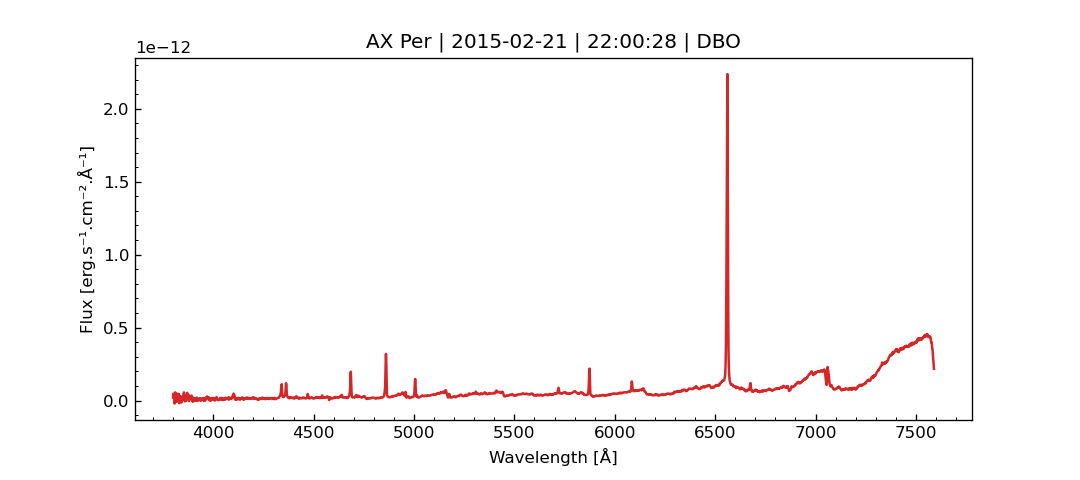 AX Per | 2015-02-21 | 22:00:28 | DBO
1e−12
2.0
1.5
1.0
0.5
0.0
Flux [erg.s⁻¹.cm⁻².Å⁻¹]
4000 4500 5000 5500 6000 6500 7000 7500
Wavelength [Å]